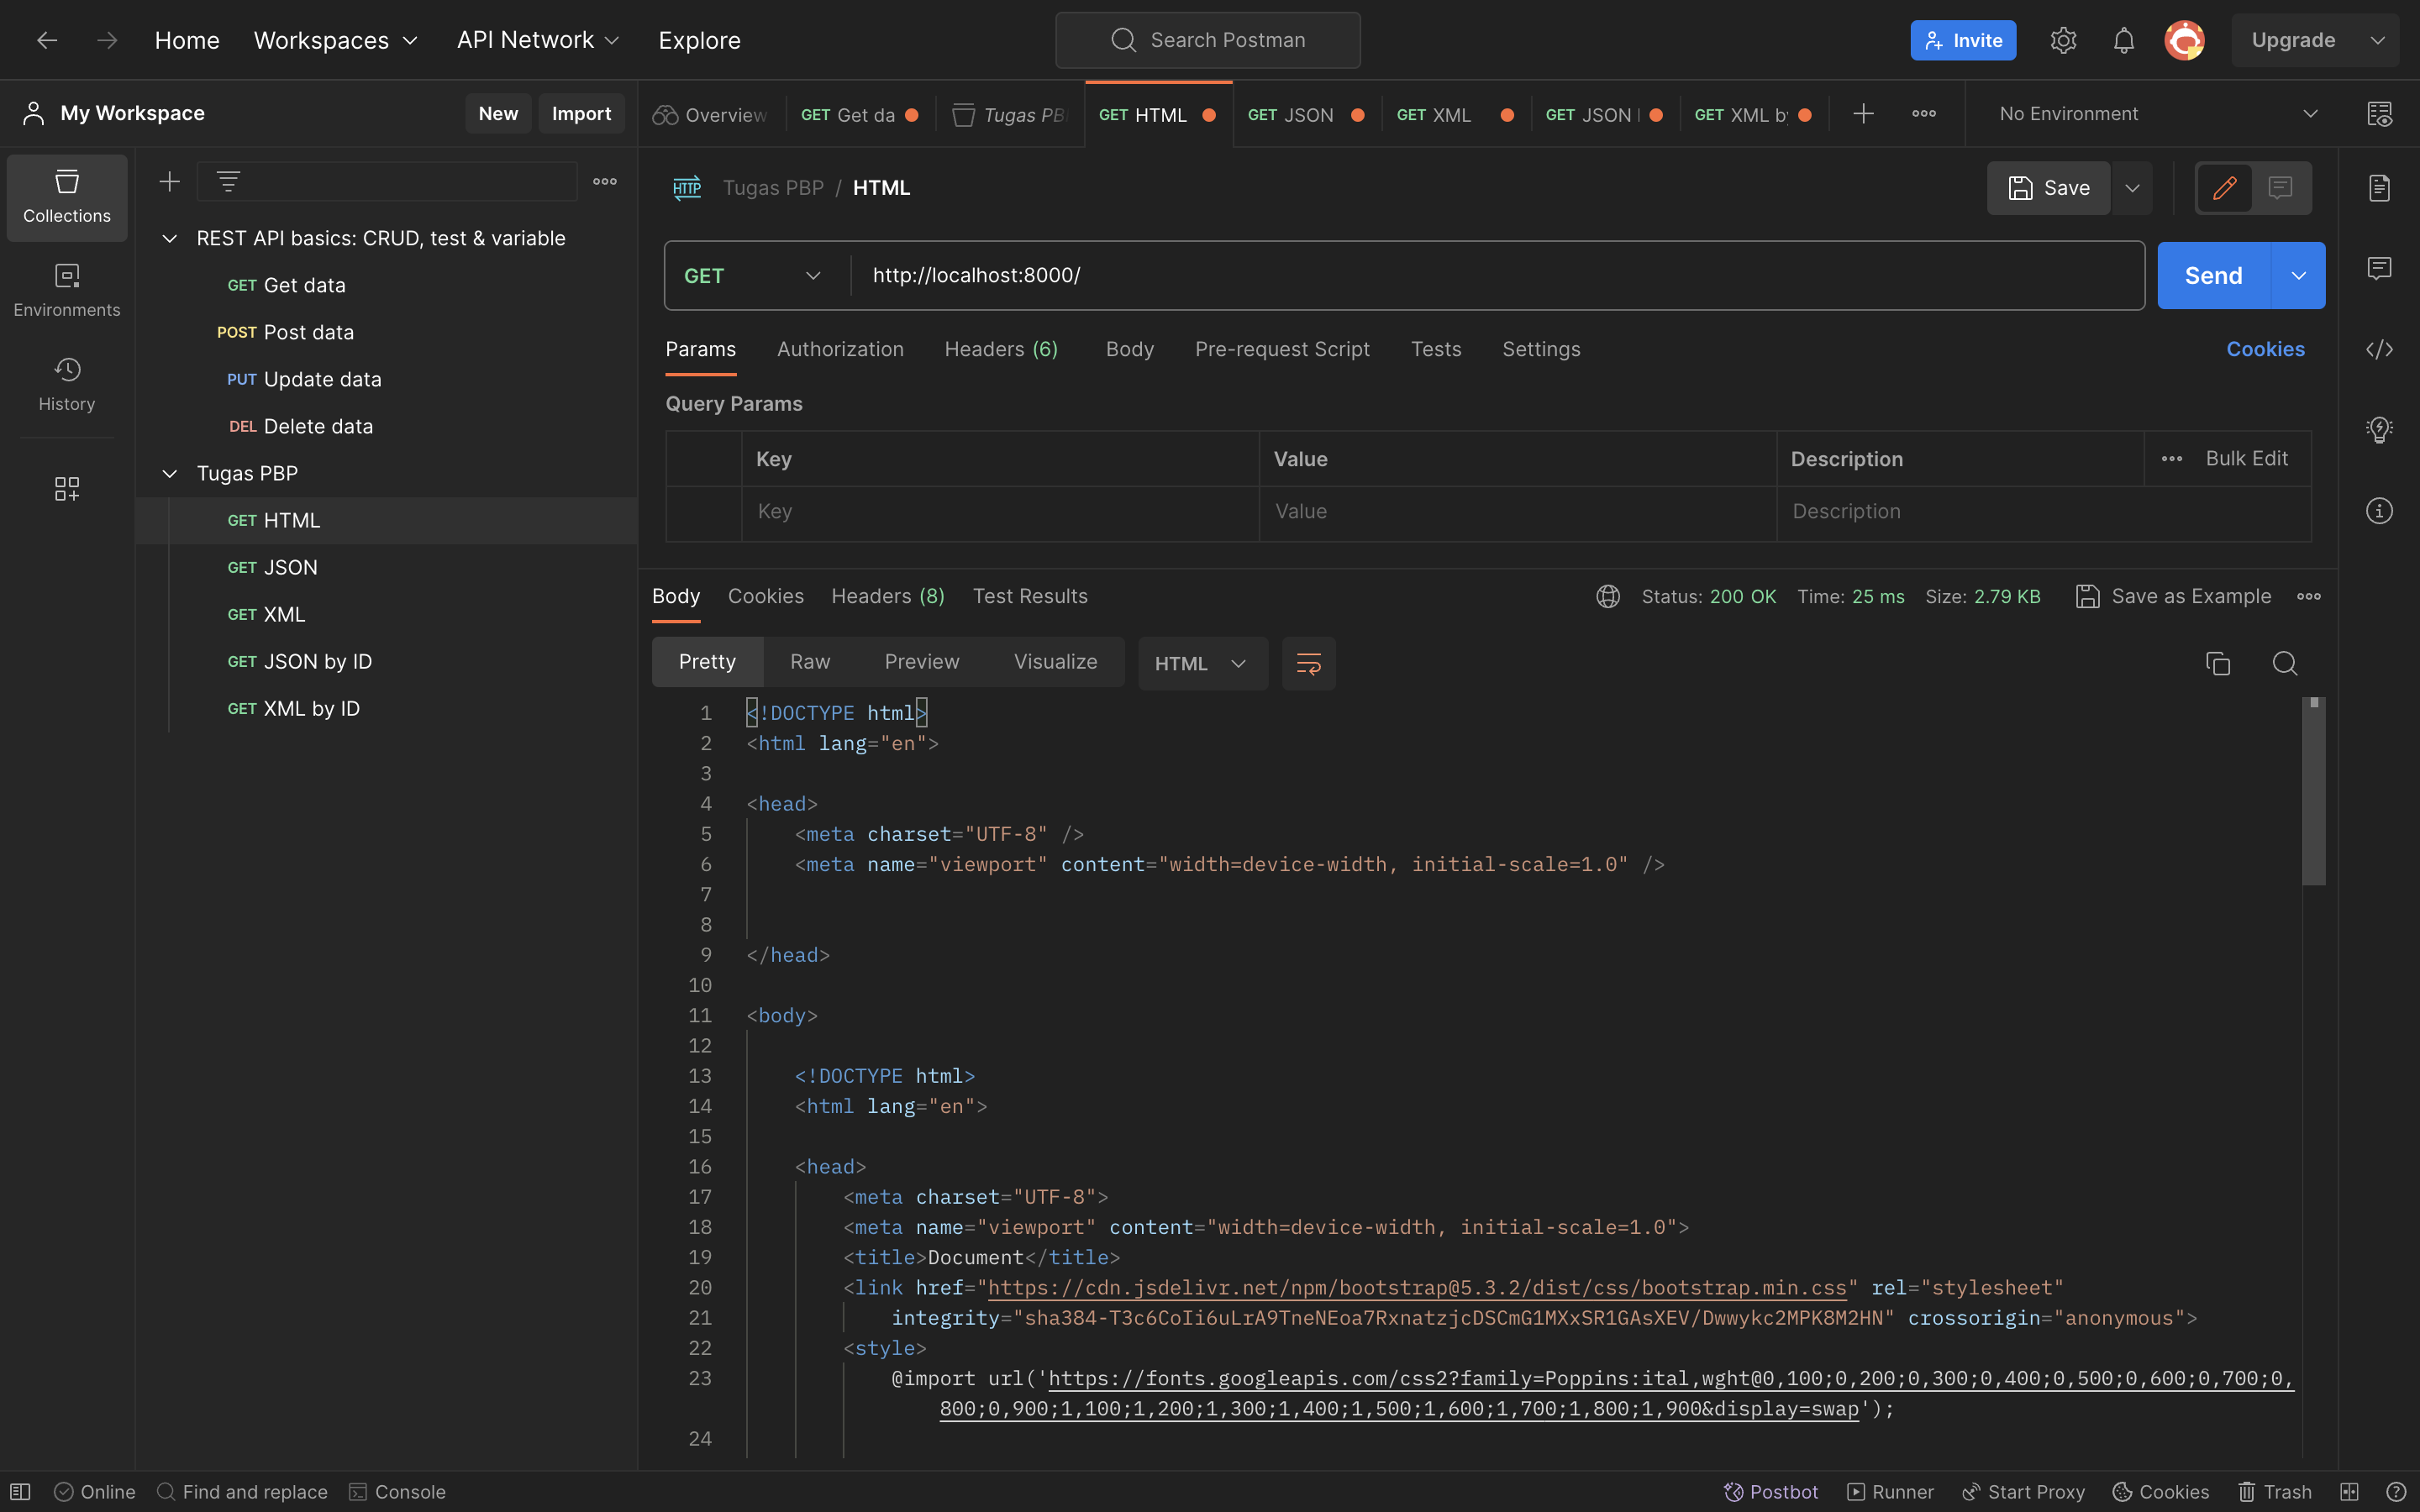 Home Workspaces API Network Explore Search Postman Invite Upgrade
My Workspace New Import
Overview GET Get da Tugas PB GET HTML GET JSON GET XML GET JSON GET XML by No Environment
Collections
Environments
History
REST API basics: CRUD, test & variable
GET Get data
POST Post data
PUT Update data
DEL Delete data
Tugas PBP
GET HTML
GET JSON
GET XML
GET JSON by ID
GET XML by ID
HTTP Tugas PBP / HTML Save
GET http://localhost:8000/ Send
Params Authorization Headers (6) Body Pre-request Script Tests Settings Cookies
Query Params
Key Value Description Bulk Edit
Key Value Description
Body Cookies Headers (8) Test Results Status: 200 OK Time: 25 ms Size: 2.79 KB Save as Example
Pretty Raw Preview Visualize HTML
1 <!DOCTYPE html>
2 <html lang="en">
3
4 <head>
5 <meta charset="UTF-8" />
6 <meta name="viewport" content="width=device-width, initial-scale=1.0" />
7
8
9 </head>
10
11 <body>
12
13 <!DOCTYPE html>
14 <html lang="en">
15
16 <head>
17 <meta charset="UTF-8">
18 <meta name="viewport" content="width=device-width, initial-scale=1.0">
19 <title>Document</title>
20 <link href="https://cdn.jsdelivr.net/npm/bootstrap@5.3.2/dist/css/bootstrap.min.css" rel="stylesheet"
21 integrity="sha384-T3c6CoIi6uLrA9TneNEoa7RxnatzjcDSCmG1MXxSR1GAsXEV/Dwwykc2MPK8M2HN" crossorigin="anonymous">
22 <style>
23 @import url('https://fonts.googleapis.com/css2?family=Poppins:ital,wght@0,100;0,200;0,300;0,400;0,500;0,600;0,700;0,
800;0,900;1,100;1,200;1,300;1,400;1,500;1,600;1,700;1,800;1,900&display=swap');
24
Online Find and replace Console Postbot Runner Start Proxy Cookies Trash